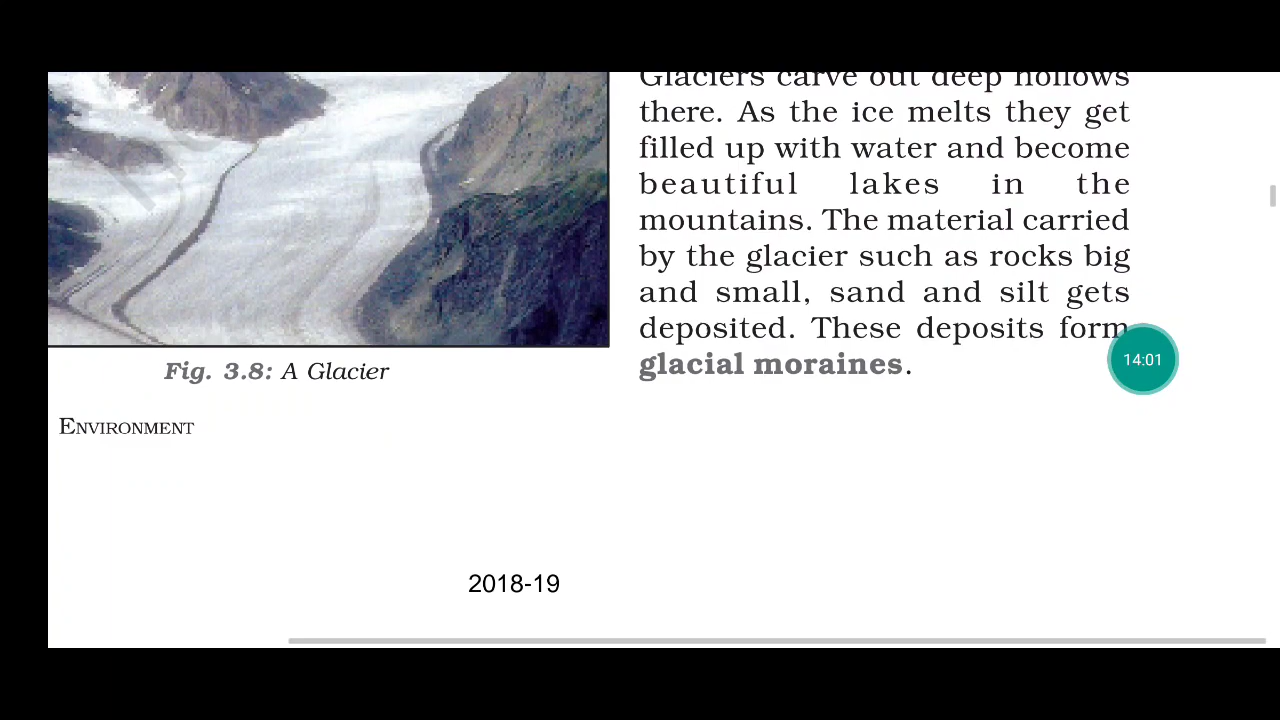 Glaciers carve out deep hollows
there. As the ice melts they get
filled up with water and become
beautiful lakes in the
mountains. The material carried
by the glacier such as rocks big
and small, sand and silt gets
deposited. These deposits form
glacial moraines.
14:01
Fig. 3.8: A Glacier
ENVIRONMENT
2018-19